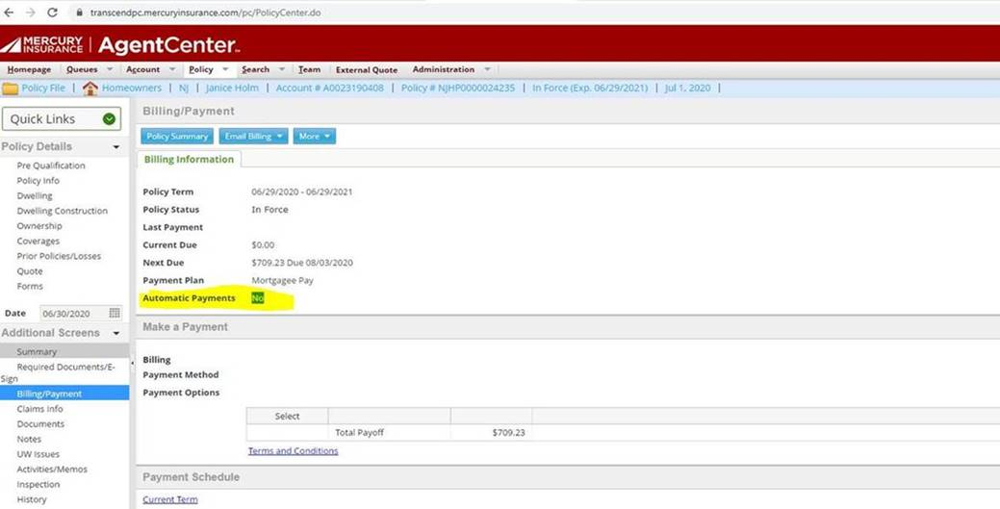 transcendpc.mercuryinsurance.com/pc/PolicyCenter.do
MERCURY INSURANCE | AgentCenter
Homepage Queues Account Policy Search Team External Quote Administration
Policy File | Homeowners | NJ | Janice Holm | Account # A0023190408 | Policy # NJHP0000024235 | In Force (Exp. 06/29/2021) | Jul 1, 2020 |
Quick Links
Policy Details
Pre Qualification
Policy Info
Dwelling
Dwelling Construction
Ownership
Coverages
Prior Policies/Losses
Quote
Forms
Date 06/30/2020
Additional Screens
Summary
Required Documents/E-
Sign
Billing/Payment
Claims Info
Documents
Notes
UW Issues
Activities/Memos
Inspection
History
Billing/Payment
Policy Summary Email Billing More
Billing Information
Policy Term 06/29/2020 - 06/29/2021
Policy Status In Force
Last Payment
Current Due $0.00
Next Due $709.23 Due 08/03/2020
Payment Plan Mortgagee Pay
Automatic Payments No
Make a Payment
Billing
Payment Method
Payment Options
Select
Total Payoff $709.23
Terms and Conditions
Payment Schedule
Current Term